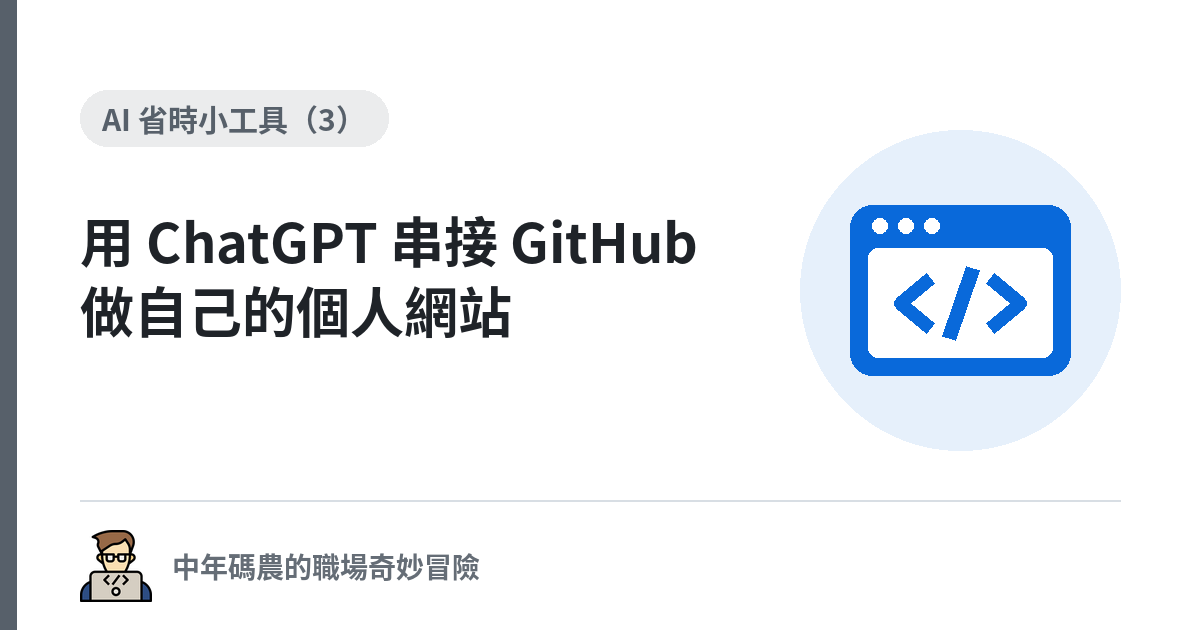 AI 省時小工具（3）
用 ChatGPT 串接 GitHub
做自己的個人網站
</>
</>
中年碼農的職場奇妙冒險